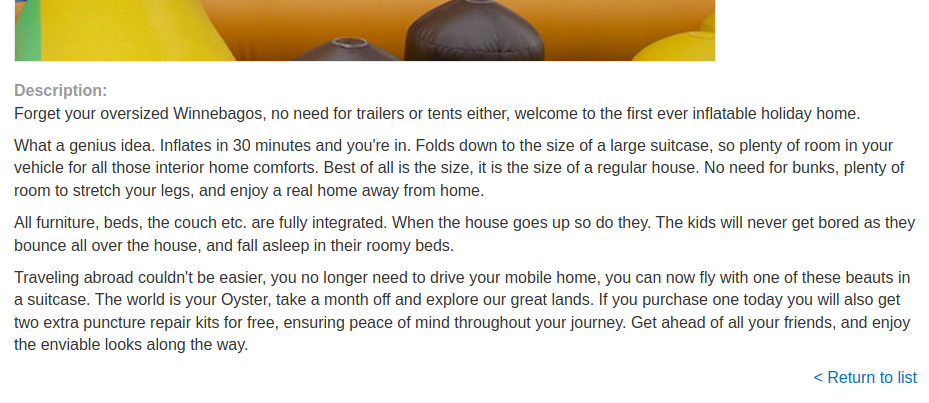 Description:
Forget your oversized Winnebagos, no need for trailers or tents either, welcome to the first ever inflatable holiday home.
What a genius idea. Inflates in 30 minutes and you're in. Folds down to the size of a large suitcase, so plenty of room in your
vehicle for all those interior home comforts. Best of all is the size, it is the size of a regular house. No need for bunks, plenty of
room to stretch your legs, and enjoy a real home away from home.
All furniture, beds, the couch etc. are fully integrated. When the house goes up so do they. The kids will never get bored as they
bounce all over the house, and fall asleep in their roomy beds.
Traveling abroad couldn't be easier, you no longer need to drive your mobile home, you can now fly with one of these beauts in
a suitcase. The world is your Oyster, take a month off and explore our great lands. If you purchase one today you will also get
two extra puncture repair kits for free, ensuring peace of mind throughout your journey. Get ahead of all your friends, and enjoy
the enviable looks along the way.
< Return to list